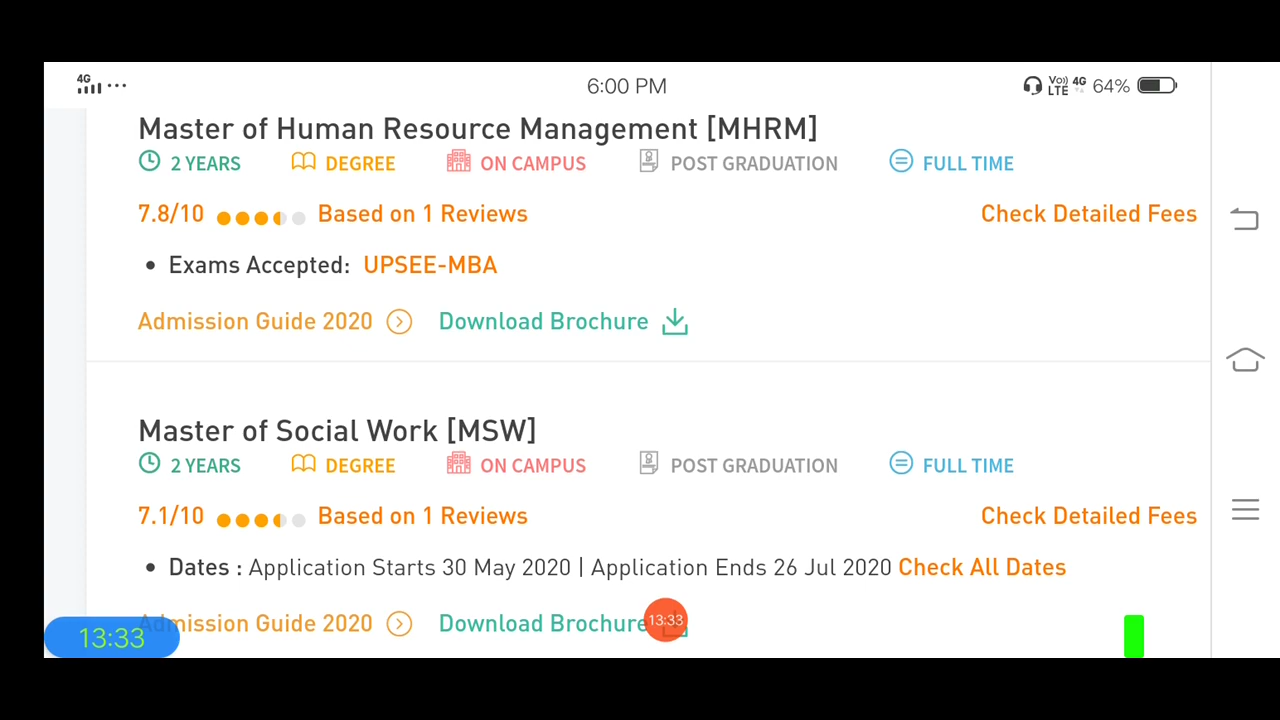 4G ... 6:00 PM Vo)) LTE 4G 64%
Master of Human Resource Management [MHRM]
2 YEARS DEGREE ON CAMPUS POST GRADUATION FULL TIME
7.8/10 Based on 1 Reviews Check Detailed Fees
• Exams Accepted: UPSEE-MBA
Admission Guide 2020 Download Brochure
Master of Social Work [MSW]
2 YEARS DEGREE ON CAMPUS POST GRADUATION FULL TIME
7.1/10 Based on 1 Reviews Check Detailed Fees
• Dates : Application Starts 30 May 2020 | Application Ends 26 Jul 2020 Check All Dates
Admission Guide 2020 Download Brochure 13:33
13:33